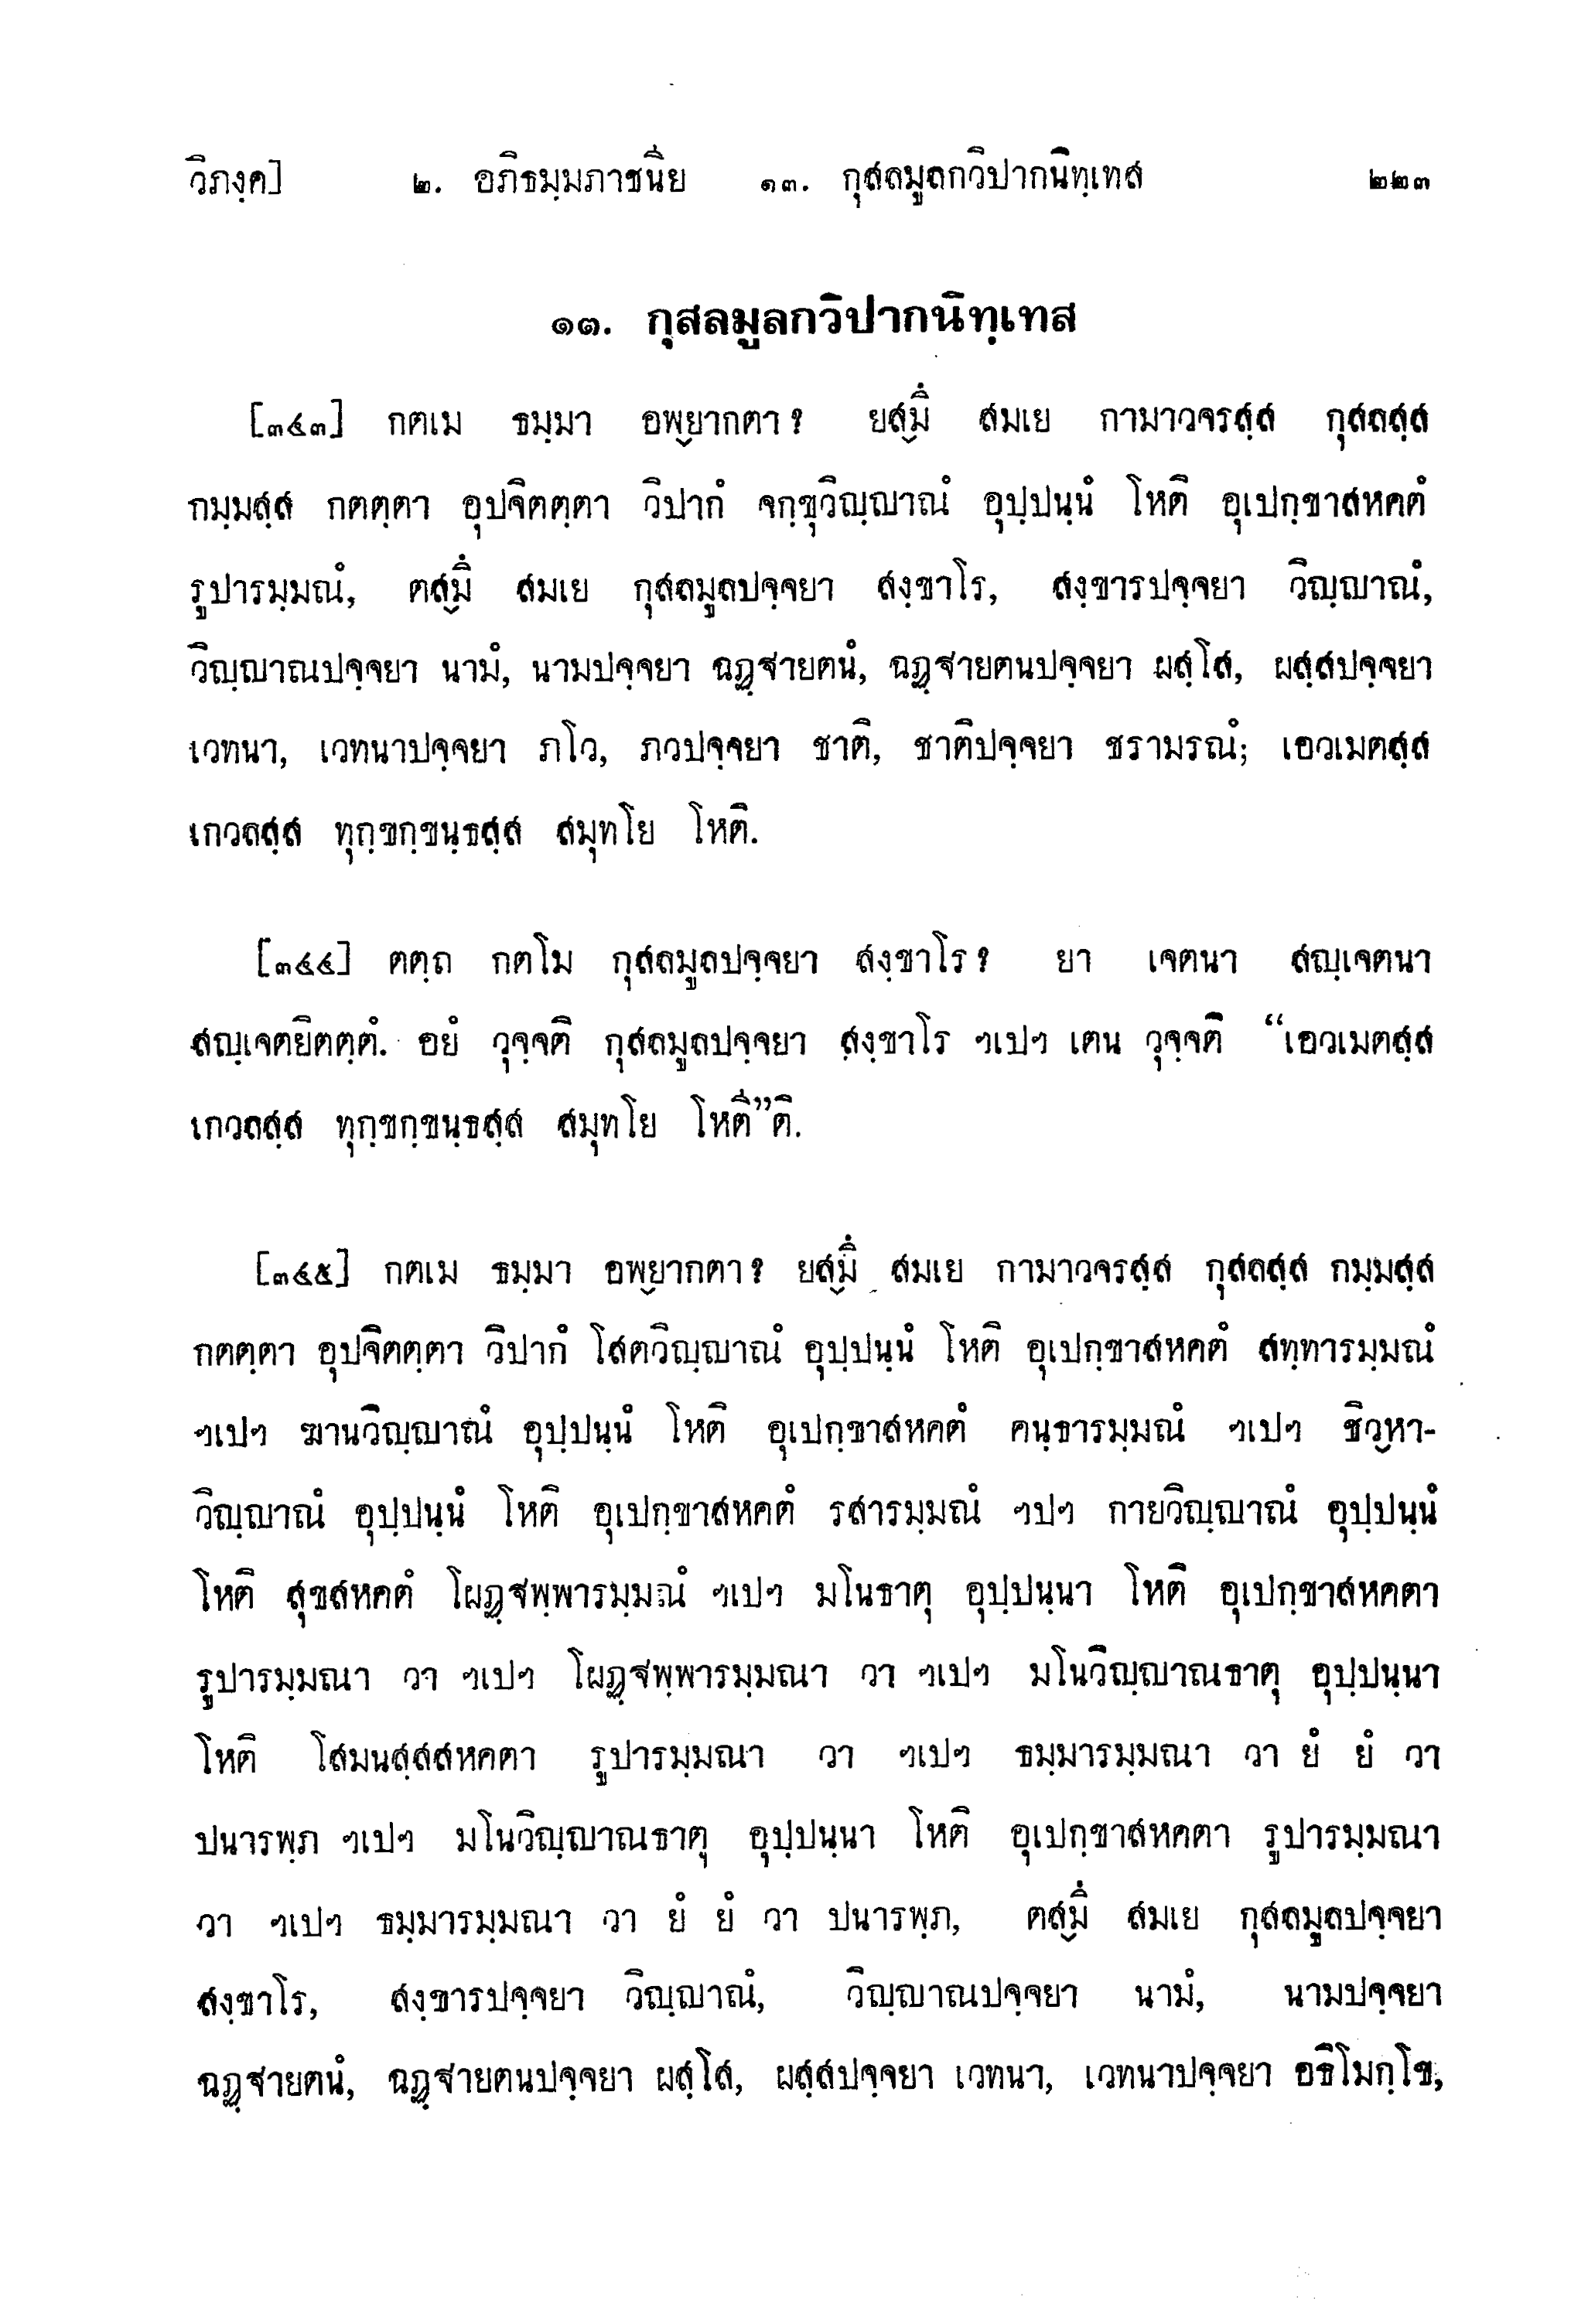 วิภงฺค] ๒. อภิธมฺมภาชนีย ๑๓. กุสลมูลกวิปากนิทฺเทส ๒๒๓
๑๓. กุสลมูลกวิปากนิทฺเทส
[๓๔๓] กตเม ธมฺมา อพฺยากตา? ยสฺมึ สมเย กามาวจรสฺส กุสลสฺส
กมฺมสฺส กตตฺตา อุปจิตตฺตา วิปากํ จกฺขุวิญฺญาณํ อุปฺปนฺนํ โหติ อุเปกฺขาสหคตํ
รูปารมฺมณํ, ตสฺมึ สมเย กุสลมูลปจฺจยา สงฺขาโร, สงฺขารปจฺจยา วิญฺญาณํ,
วิญฺญาณปจฺจยา นามํ, นามปจฺจยา ฉฏฺฐายตนํ, ฉฏฺฐายตนปจฺจยา ผสฺโส, ผสฺสปจฺจยา
เวทนา, เวทนาปจฺจยา ภโว, ภวปจฺจยา ชาติ, ชาติปจฺจยา ชรามรณํ; เอวเมตสฺส
เกวลสฺส ทุกฺขกฺขนฺธสฺส สมุทโย โหติ.
[๓๔๔] ตตฺถ กตโม กุสลมูลปจฺจยา สงฺขาโร? ยา เจตนา สญฺเจตนา
สญฺเจตยิตตฺตํ. อยํ วุจฺจติ กุสลมูลปจฺจยา สงฺขาโร ฯเปฯ เตน วุจฺจติ “เอวเมตสฺส
เกวลสฺส ทุกฺขกฺขนฺธสฺส สมุทโย โหตี”ติ.
[๓๔๕] กตเม ธมฺมา อพฺยากตา? ยสฺมึ สมเย กามาวจรสฺส กุสลสฺส กมฺมสฺส
กตตฺตา อุปจิตตฺตา วิปากํ โสตวิญฺญาณํ อุปฺปนฺนํ โหติ อุเปกฺขาสหคตํ สทฺทารมฺมณํ
ฯเปฯ ฆานวิญฺญาณํ อุปฺปนฺนํ โหติ อุเปกฺขาสหคตํ คนฺธารมฺมณํ ฯเปฯ ชิวฺหา-
วิญฺญาณํ อุปฺปนฺนํ โหติ อุเปกฺขาสหคตํ รสารมฺมณํ ฯปฯ กายวิญฺญาณํ อุปฺปนฺนํ
โหติ สุขสหคตํ โผฏฺฐพฺพารมฺมณํ ฯเปฯ มโนธาตุ อุปฺปนฺนา โหติ อุเปกฺขาสหคตา
รูปารมฺมณา วา ฯเปฯ โผฏฺฐพฺพารมฺมณา วา ฯเปฯ มโนวิญฺญาณธาตุ อุปฺปนฺนา
โหติ โสมนสฺสสหคตา รูปารมฺมณา วา ฯเปฯ ธมฺมารมฺมณา วา ยํ ยํ วา
ปนารพฺภ ฯเปฯ มโนวิญฺญาณธาตุ อุปฺปนฺนา โหติ อุเปกฺขาสหคตา รูปารมฺมณา
วา ฯเปฯ ธมฺมารมฺมณา วา ยํ ยํ วา ปนารพฺภ, ตสฺมึ สมเย กุสลมูลปจฺจยา
สงฺขาโร, สงฺขารปจฺจยา วิญฺญาณํ, วิญฺญาณปจฺจยา นามํ, นามปจฺจยา
ฉฏฺฐายตนํ, ฉฏฺฐายตนปจฺจยา ผสฺโส, ผสฺสปจฺจยา เวทนา, เวทนาปจฺจยา อธิโมกฺโข,